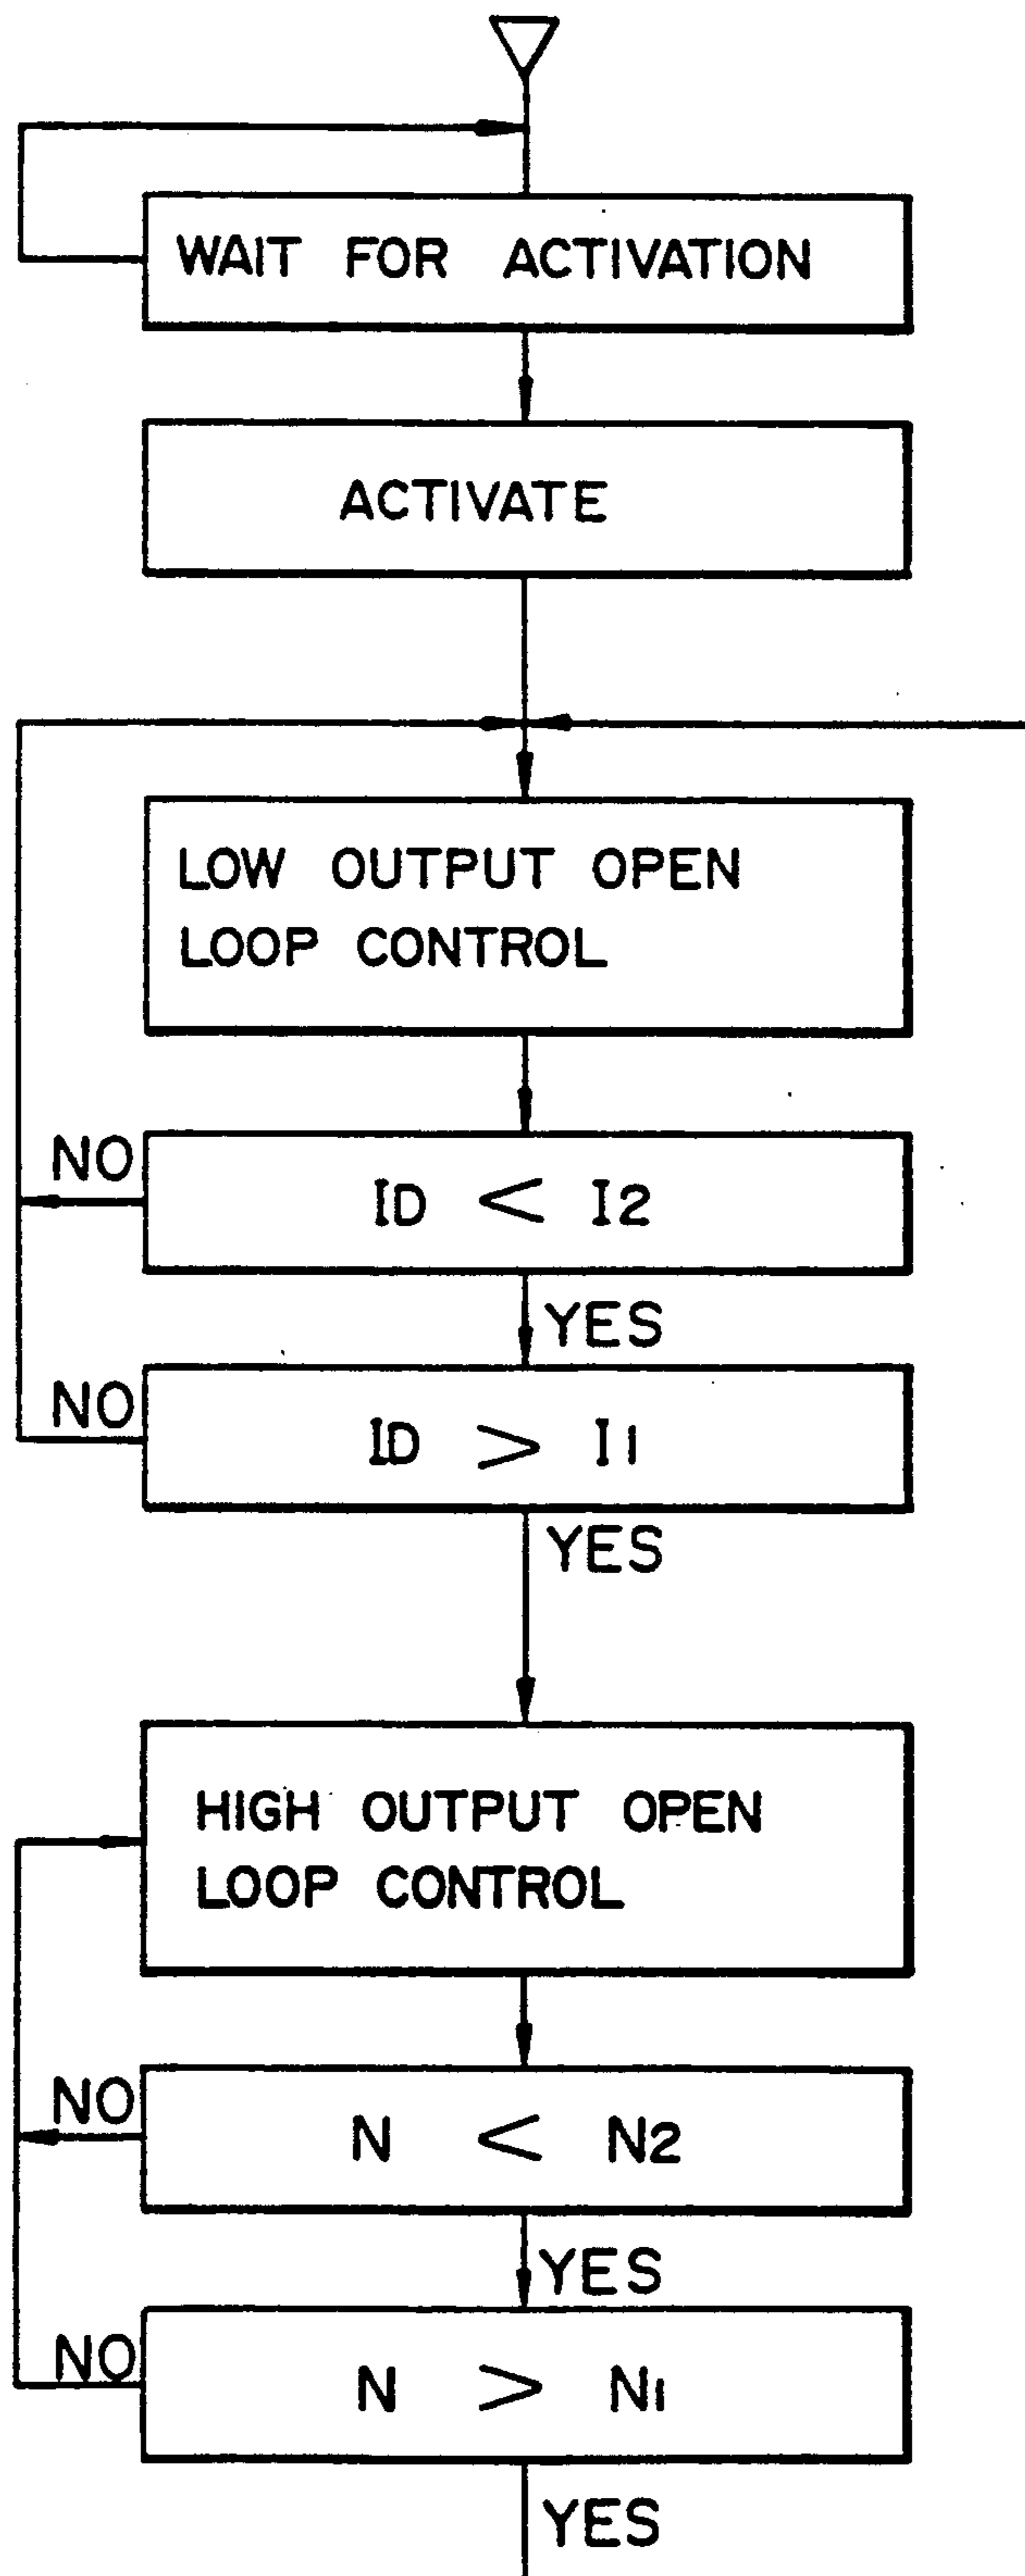 WAIT FOR ACTIVATION
ACTIVATE
LOW OUTPUT OPEN
LOOP CONTROL
NO
ID < I2
YES
NO
ID > I1
YES
HIGH OUTPUT OPEN
LOOP CONTROL
NO
N < N2
YES
NO
N > N1
YES